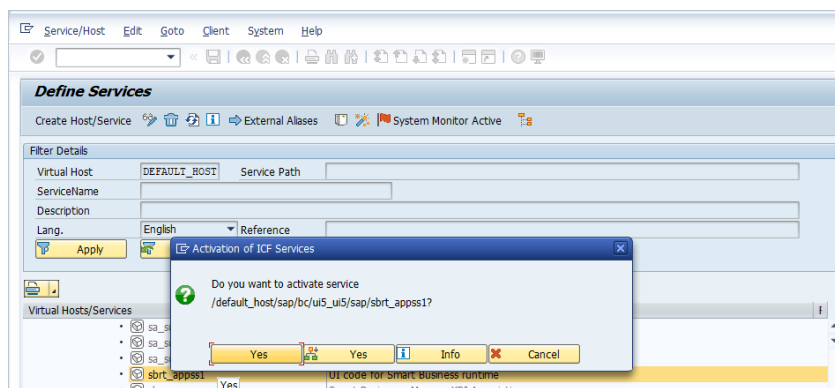 Service/Host Edit Goto Client System Help
Define Services
Create Host/Service External Aliases System Monitor Active
Filter Details
Virtual Host DEFAULT_HOST Service Path
ServiceName
Description
Lang. English Reference
Apply
Activation of ICF Services
Do you want to activate service
/default_host/sap/bc/ui5_ui5/sap/sbrt_appss1?
Yes Yes Info Cancel
Virtual Hosts/Services
sbrt_appss1 UI code for Smart Business runtime
Yes